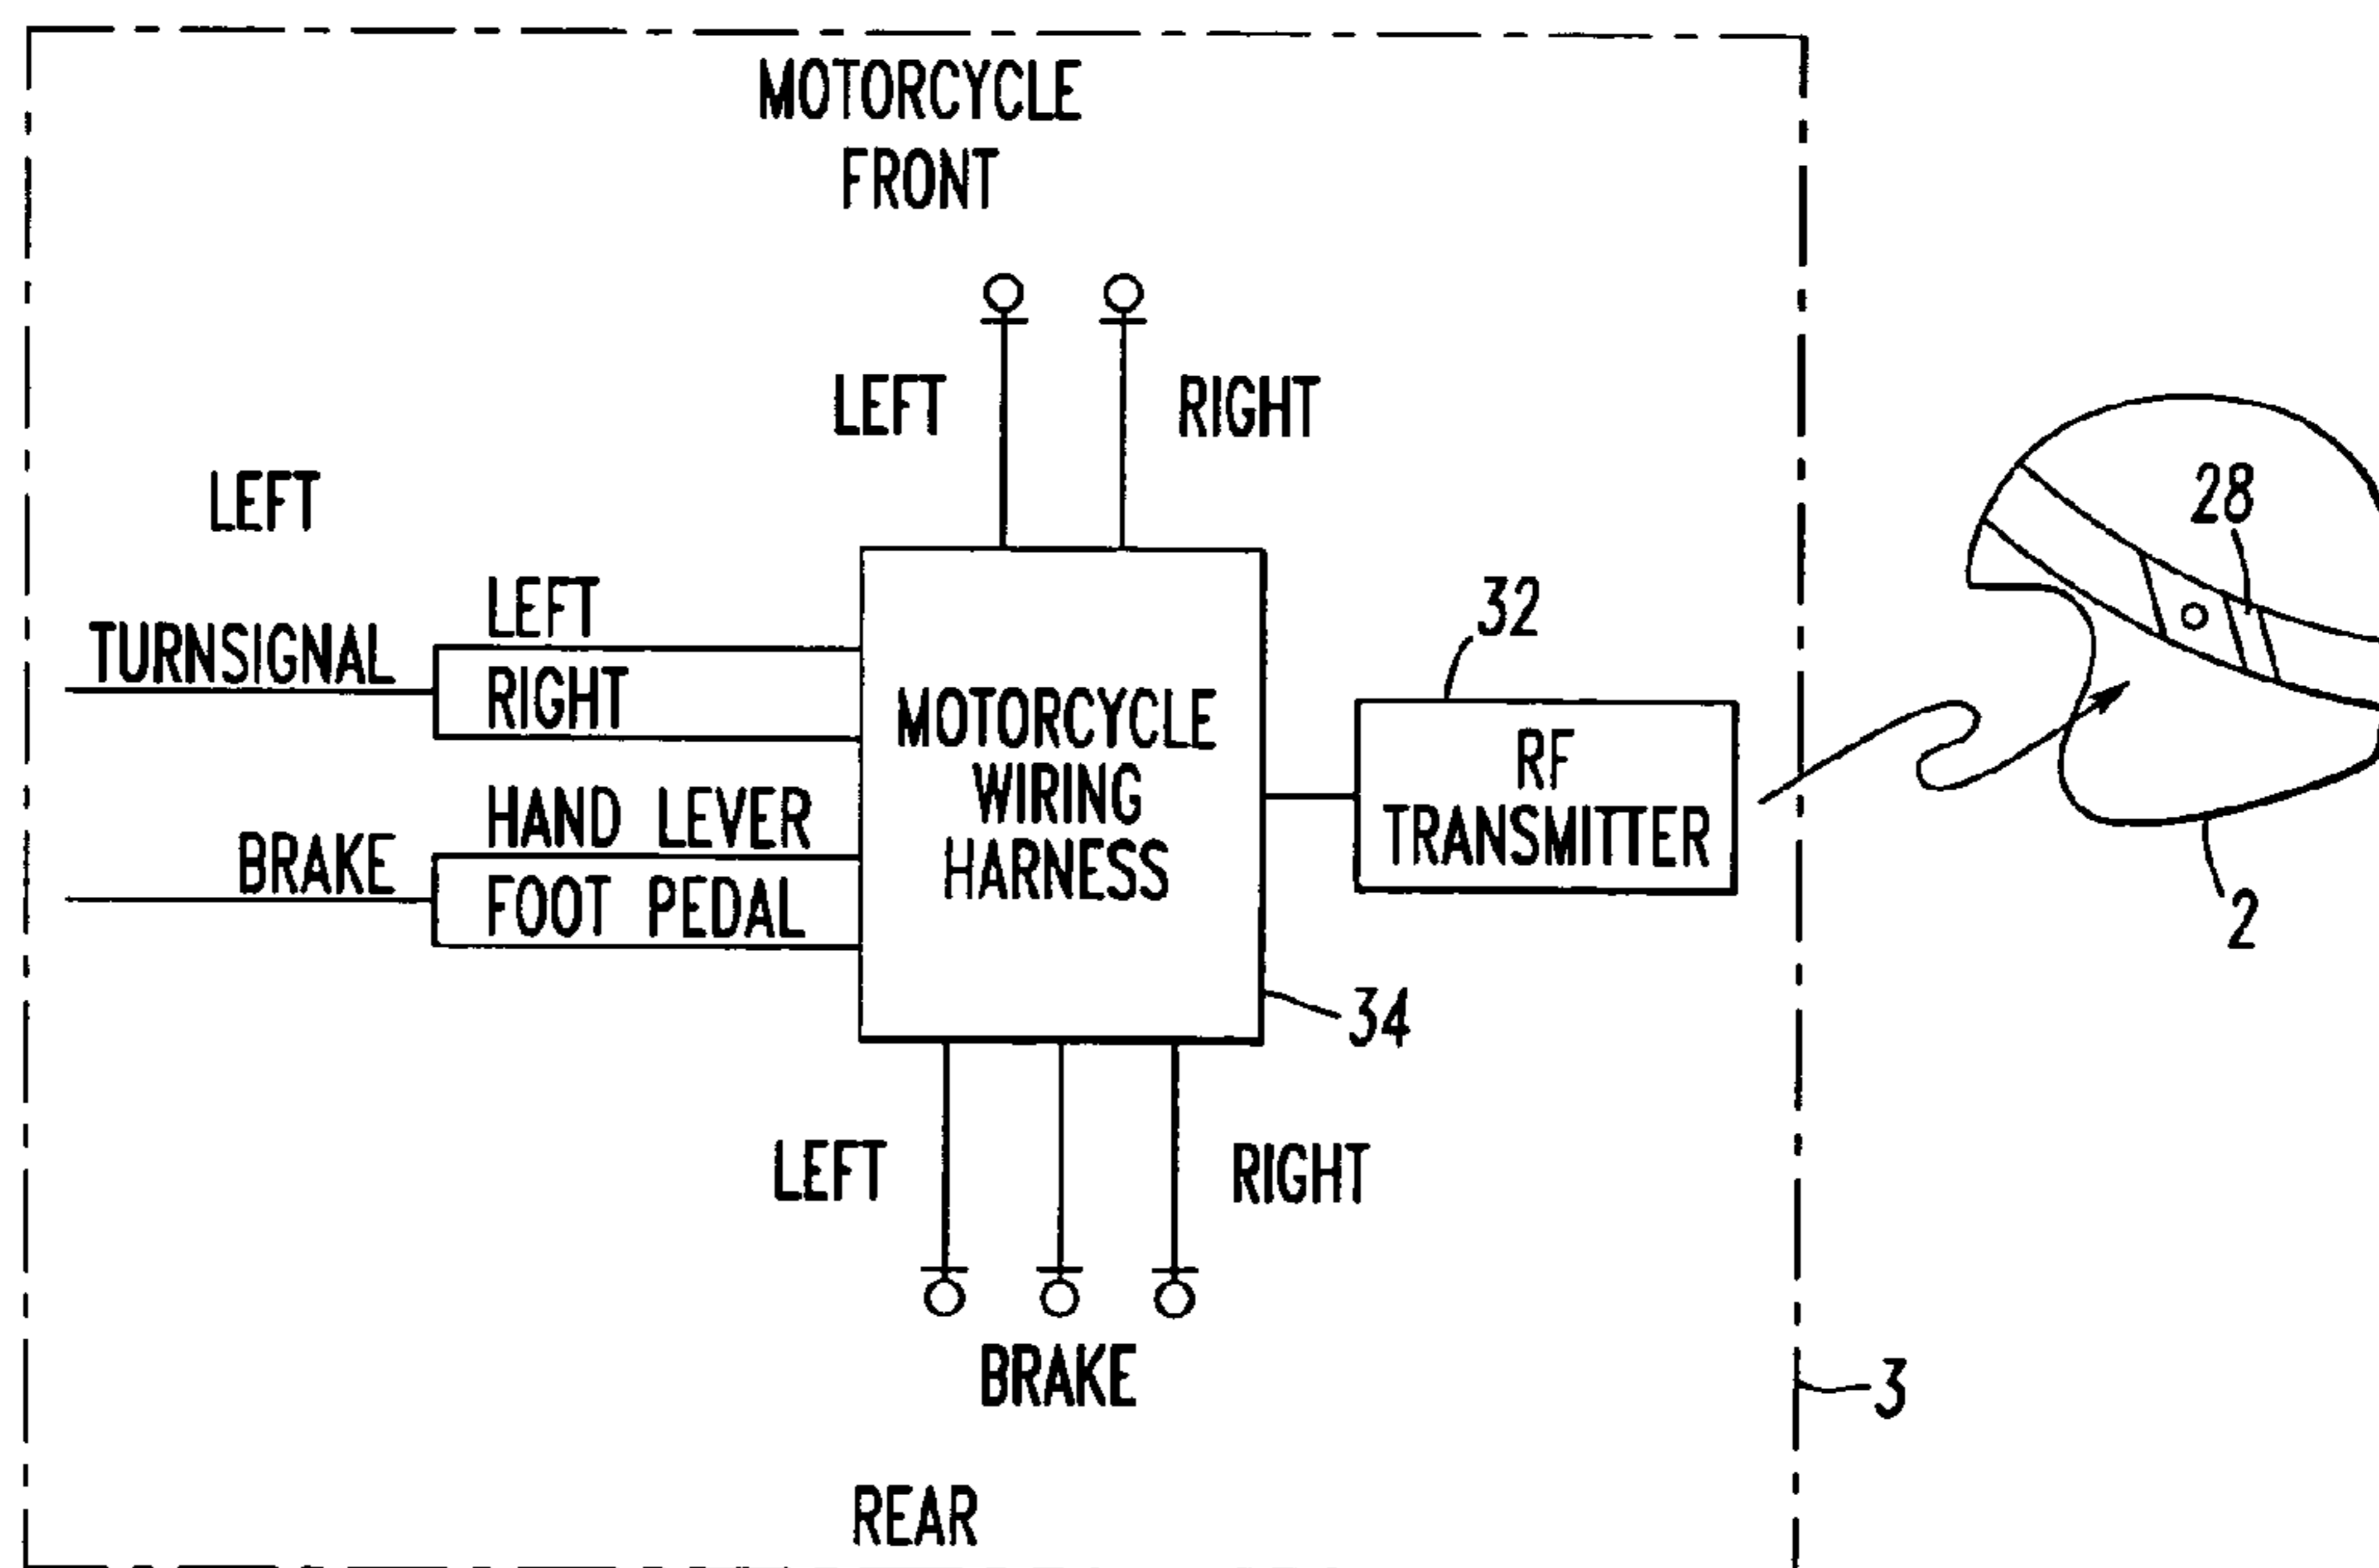 MOTORCYCLE
FRONT
LEFT
RIGHT
LEFT
28
LEFT
TURNSIGNAL
RIGHT
32
MOTORCYCLE
WIRING
HARNESS
RF
TRANSMITTER
HAND LEVER
BRAKE
FOOT PEDAL
2
34
LEFT
RIGHT
BRAKE
3
REAR